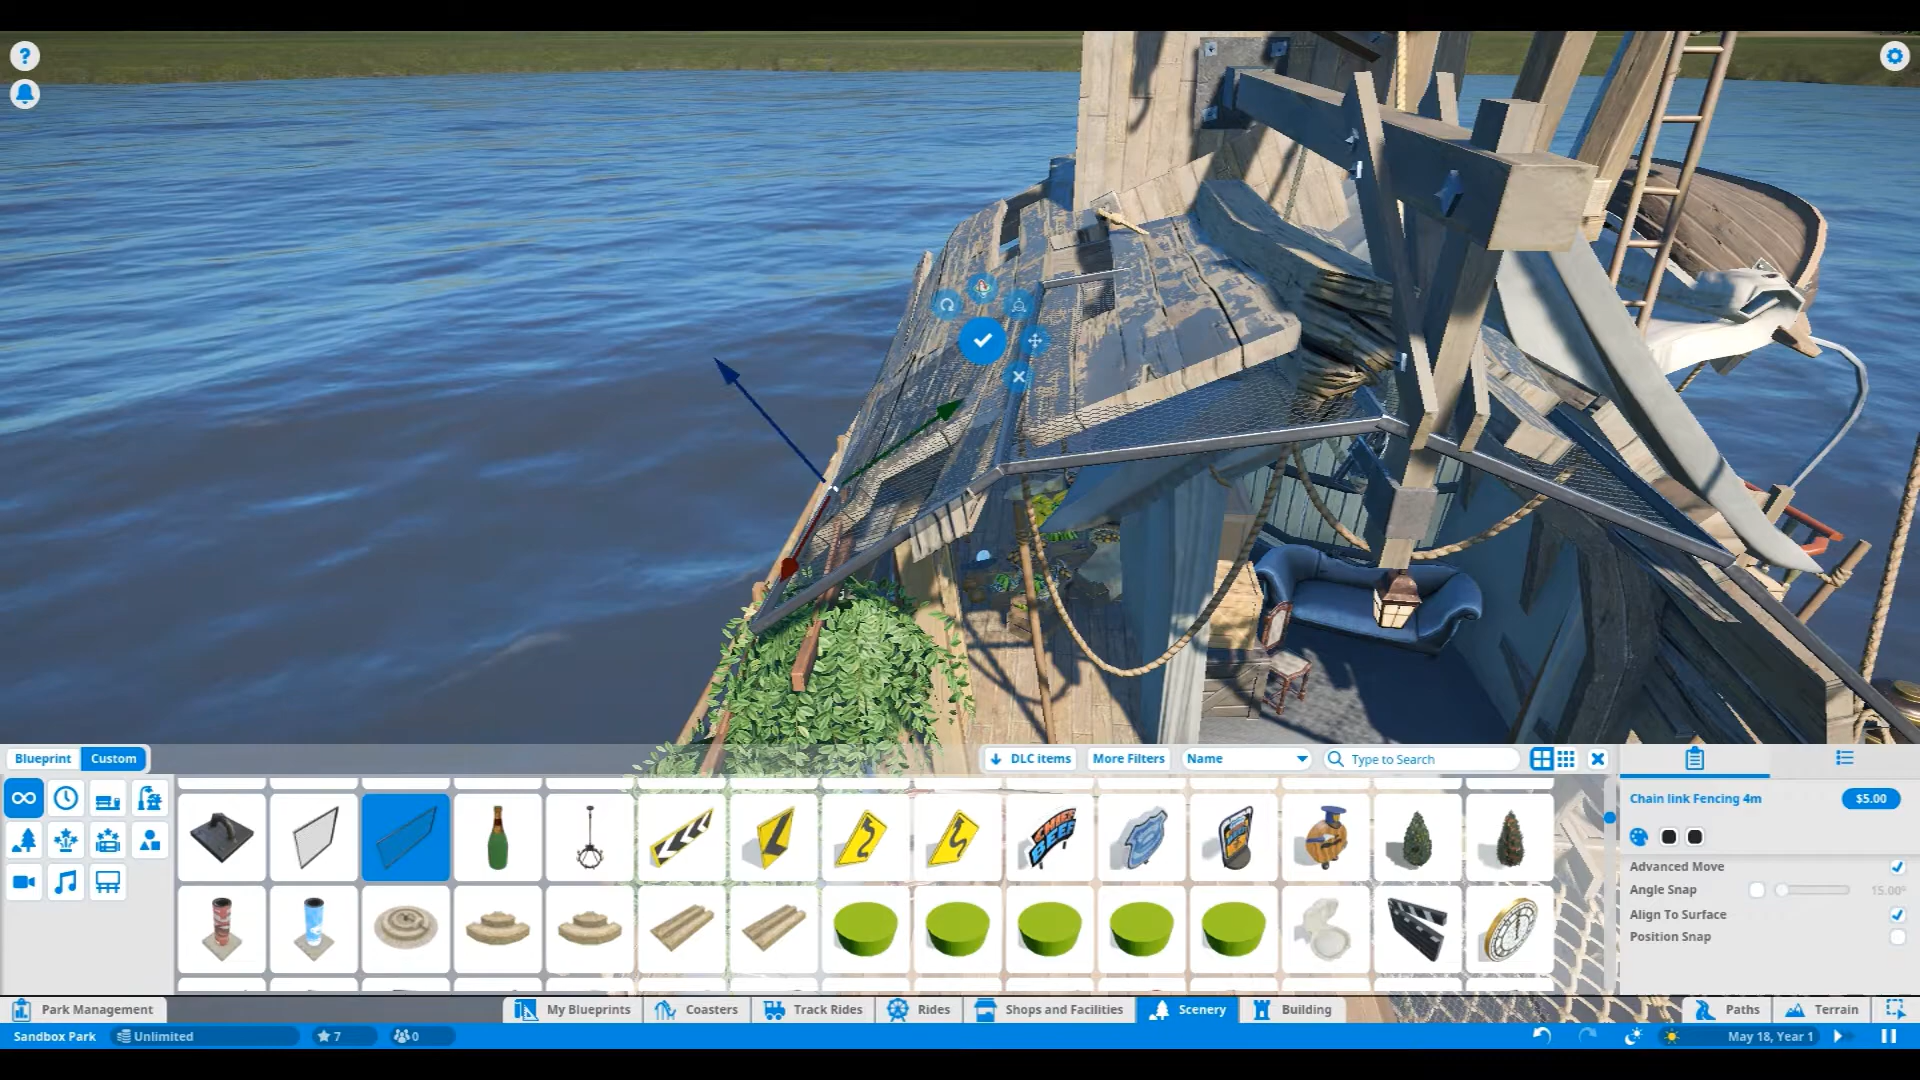 ?
Blueprint
Custom
DLC items
More Filters
Name
Type to Search
Chain link Fencing 4m
$5.00
CHIEF
BEEF
Advanced Move
Angle Snap
15.00°
Align To Surface
Position Snap
Park Management
My Blueprints
Coasters
Track Rides
Rides
Shops and Facilities
Scenery
Building
Paths
Terrain
Sandbox Park
Unlimited
7
0
May 18, Year 1